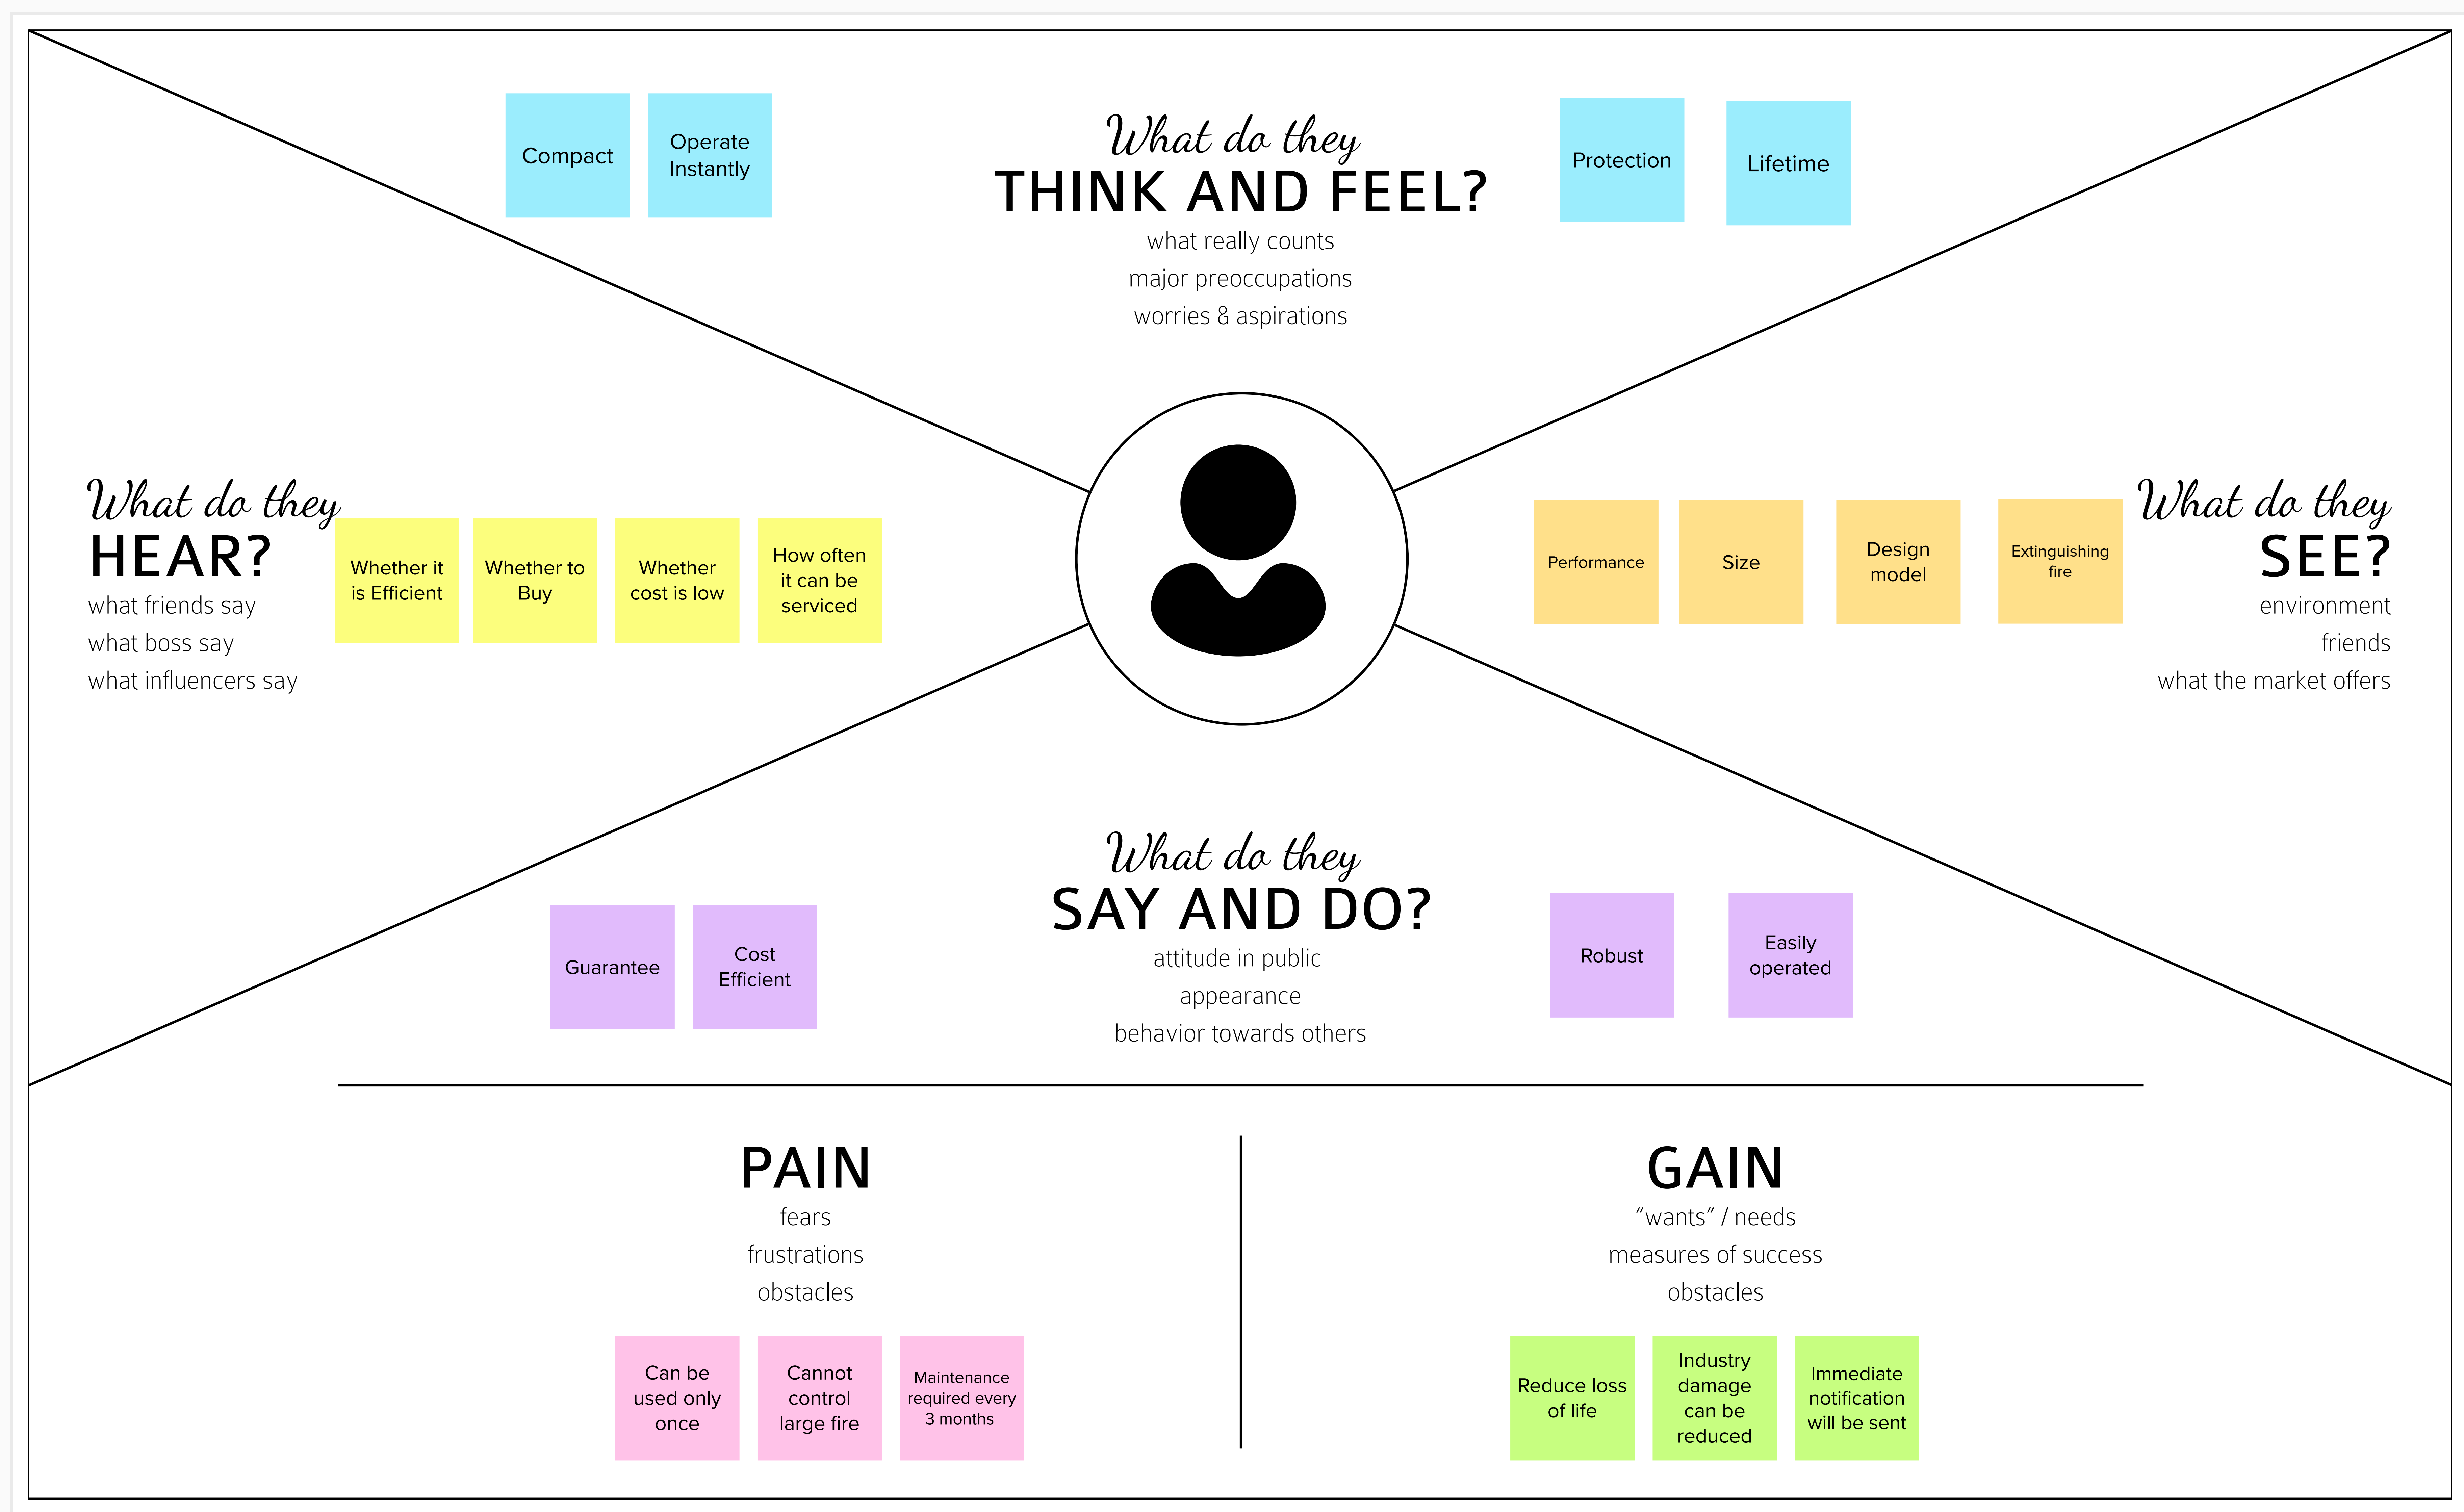 Compact
Operate
Instantly
What do they
THINK AND FEEL?
what really counts
major preoccupations
worries & aspirations
Protection
Lifetime
What do they
HEAR?
what friends say
what boss say
what influencers say
Whether it
is Efficient
Whether to
Buy
Whether
cost is low
How often
it can be
serviced
Performance
Size
Design
model
Extinguishing
fire
What do they
SEE?
environment
friends
what the market offers
Guarantee
Cost
Efficient
What do they
SAY AND DO?
attitude in public
appearance
behavior towards others
Robust
Easily
operated
PAIN
fears
frustrations
obstacles
Can be
used only
once
Cannot
control
large fire
Maintenance
required every
3 months
GAIN
“wants” / needs
measures of success
obstacles
Reduce loss
of life
Industry
damage
can be
reduced
Immediate
notification
will be sent